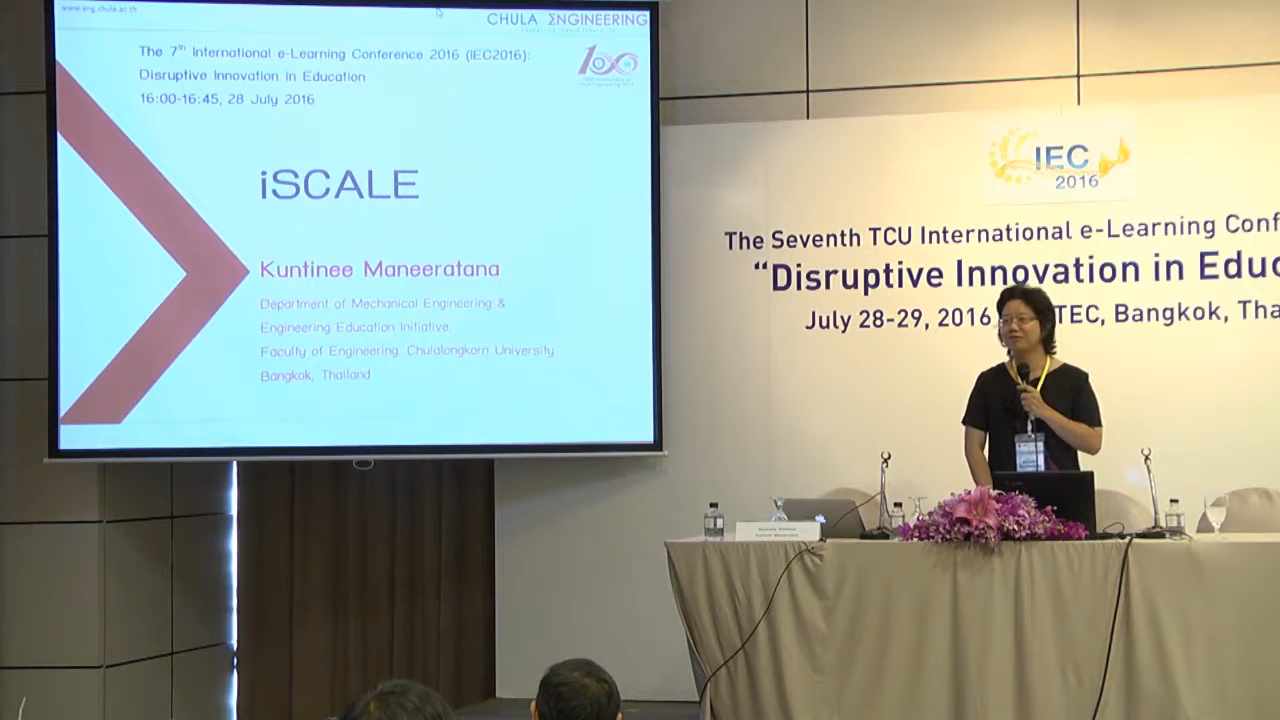 www.eng.chula.ac.th
CHULA ΣNGINEERING
The 7th International e-Learning Conference 2016 (IEC2016):
Disruptive Innovation in Education
16:00-16:45, 28 July 2016
100
iSCALE
Kuntinee Maneeratana
Department of Mechanical Engineering &
Engineering Education Initiative,
Faculty of Engineering, Chulalongkorn University
Bangkok, Thailand
IEC
2016
The Seventh TCU International e-Learning Conf
“Disruptive Innovation in Educ
July 28-29, 2016 TEC, Bangkok, Tha